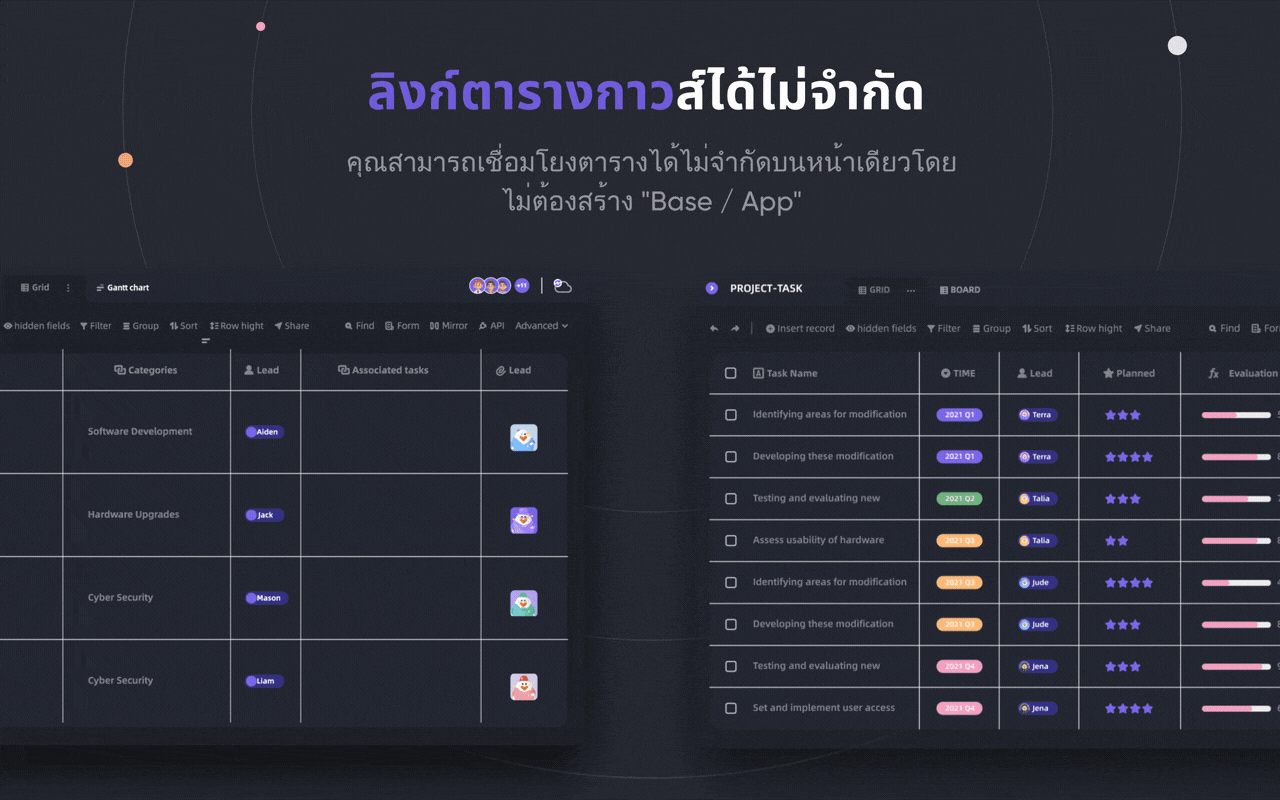 ลิงก์ตารางกาวส์ได้ไม่จำกัด
คุณสามารถเชื่อมโยงตารางได้ไม่จำกัดบนหน้าเดียวโดย
ไม่ต้องสร้าง "Base / App"
Grid
Gantt chart
+11
hidden fields Filter Group Sort Row hight Share Find Form Mirror API Advanced
Categories Lead Associated tasks Lead
Software Development Aiden
Hardware Upgrades Jack
Cyber Security Mason
Cyber Security Liam
PROJECT-TASK GRID ... BOARD
Insert record hidden fields Filter Group Sort Row hight Share Find For
Task Name TIME Lead Planned fx Evaluation
Identifying areas for modification 2021 Q1 Terra
Developing these modification 2021 Q1 Terra
Testing and evaluating new 2021 Q2 Talia
Assess usability of hardware 2021 Q3 Talia
Identifying areas for modification 2021 Q3 Jude
Developing these modification 2021 Q3 Jude
Testing and evaluating new 2021 Q4 Jena
Set and implement user access 2021 Q4 Jena